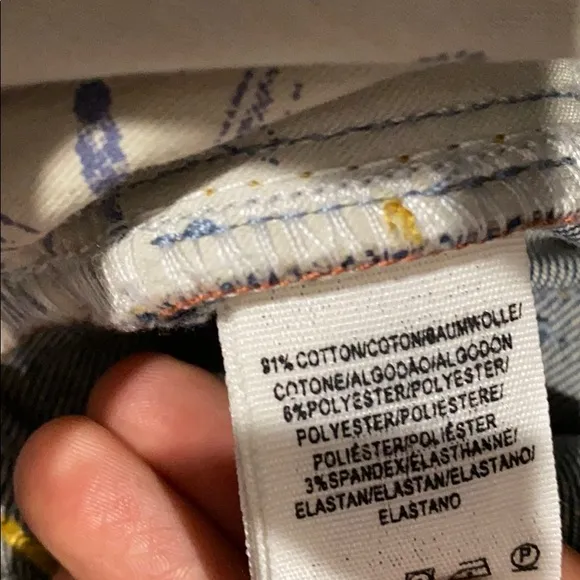 91% COTTON/COTON/BAUMWOLLE/
COTONE/ALGODÃO/ALGODON
6%POLYESTER/POLYESTER/
POLYESTER/POLIESTERE/
POLIÉSTER/POLIÉSTER
3%SPANDEX/ÉLASTHANNE/
ELASTAN/ELASTAN/ELASTANO/
ELASTANO
P